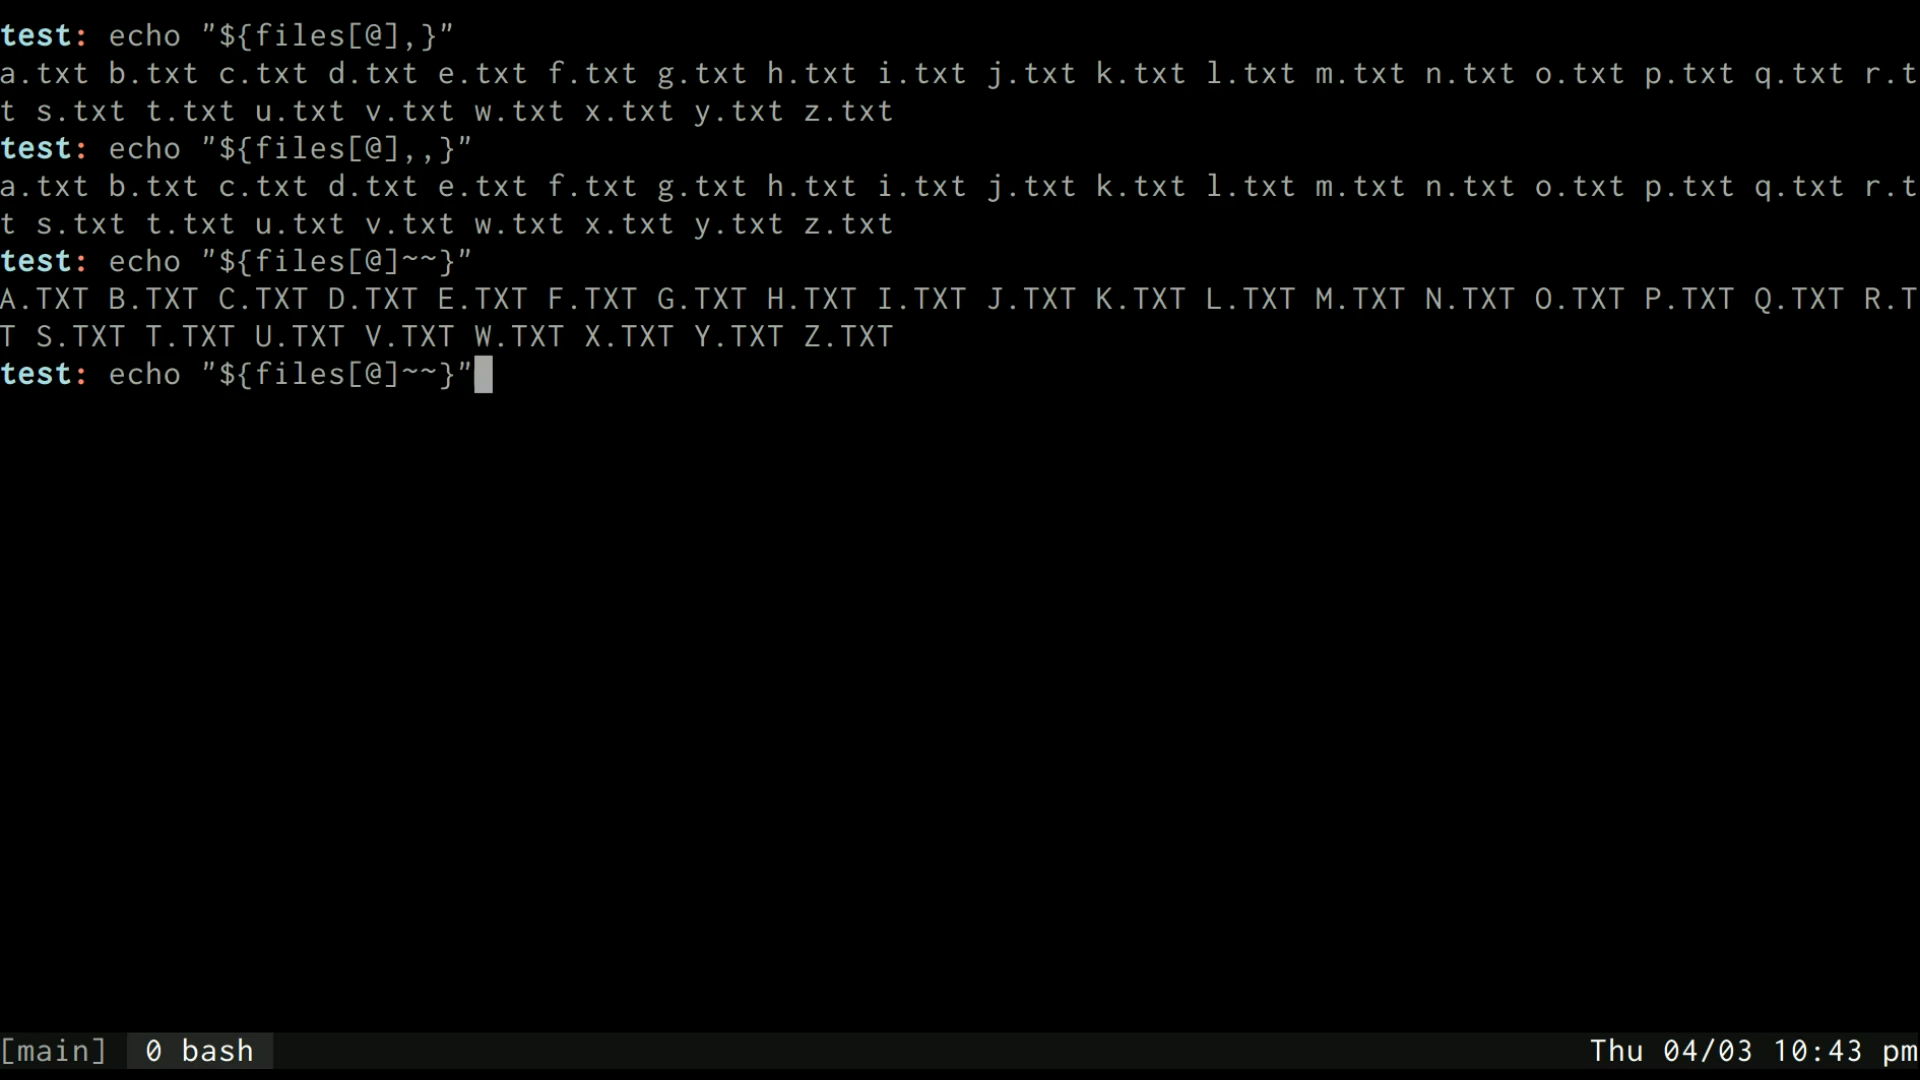 test: echo "${files[@],}"
a.txt b.txt c.txt d.txt e.txt f.txt g.txt h.txt i.txt j.txt k.txt l.txt m.txt n.txt o.txt p.txt q.txt r.t
t s.txt t.txt u.txt v.txt w.txt x.txt y.txt z.txt
test: echo "${files[@],,}"
a.txt b.txt c.txt d.txt e.txt f.txt g.txt h.txt i.txt j.txt k.txt l.txt m.txt n.txt o.txt p.txt q.txt r.t
t s.txt t.txt u.txt v.txt w.txt x.txt y.txt z.txt
test: echo "${files[@]~~}"
A.TXT B.TXT C.TXT D.TXT E.TXT F.TXT G.TXT H.TXT I.TXT J.TXT K.TXT L.TXT M.TXT N.TXT O.TXT P.TXT Q.TXT R.T
T S.TXT T.TXT U.TXT V.TXT W.TXT X.TXT Y.TXT Z.TXT
test: echo "${files[@]~~}"
[main] 0 bash Thu 04/03 10:43 pm